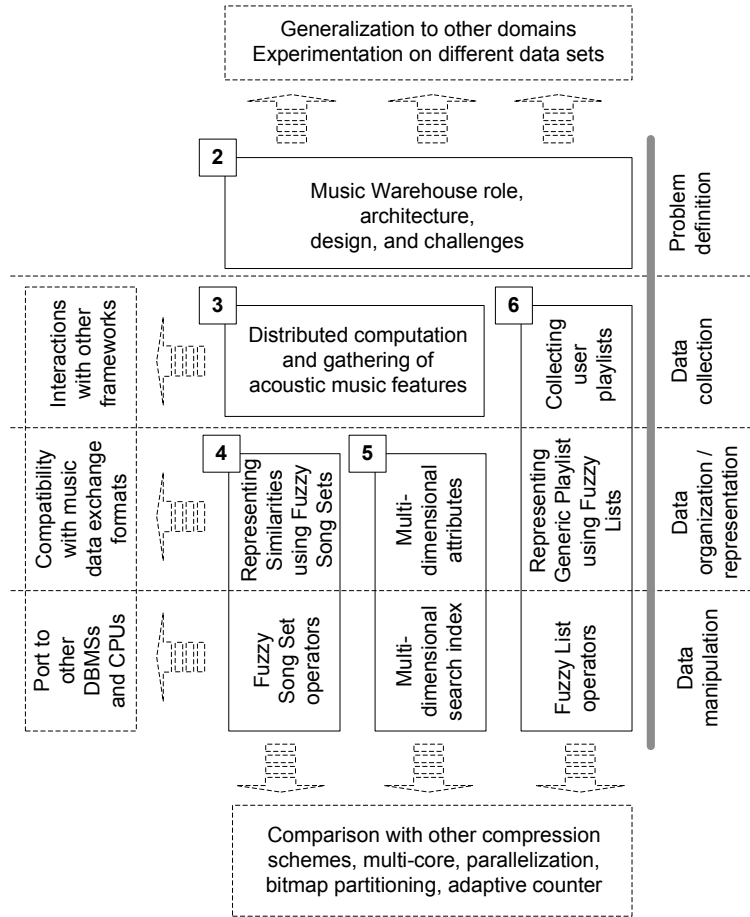 Generalization to other domains
Experimentation on different data sets
2
Music Warehouse role,
architecture,
design, and challenges
Problem
definition
Interactions
with other
frameworks
3
Distributed computation
and gathering of
acoustic music features
6
Collecting
user
playlists
Data
collection
Compatibility
with music
data exchange
formats
4
Representing
Similarities
using Fuzzy
Song Sets
5
Multi-
dimensional
attributes
Representing
Generic Playlist
using Fuzzy
Lists
Data
organization /
representation
Port to
other
DBMSs
and CPUs
Fuzzy
Song Set
operators
Multi-
dimensional
search index
Fuzzy List
operators
Data
manipulation
Comparison with other compression
schemes, multi-core, parallelization,
bitmap partitioning, adaptive counter